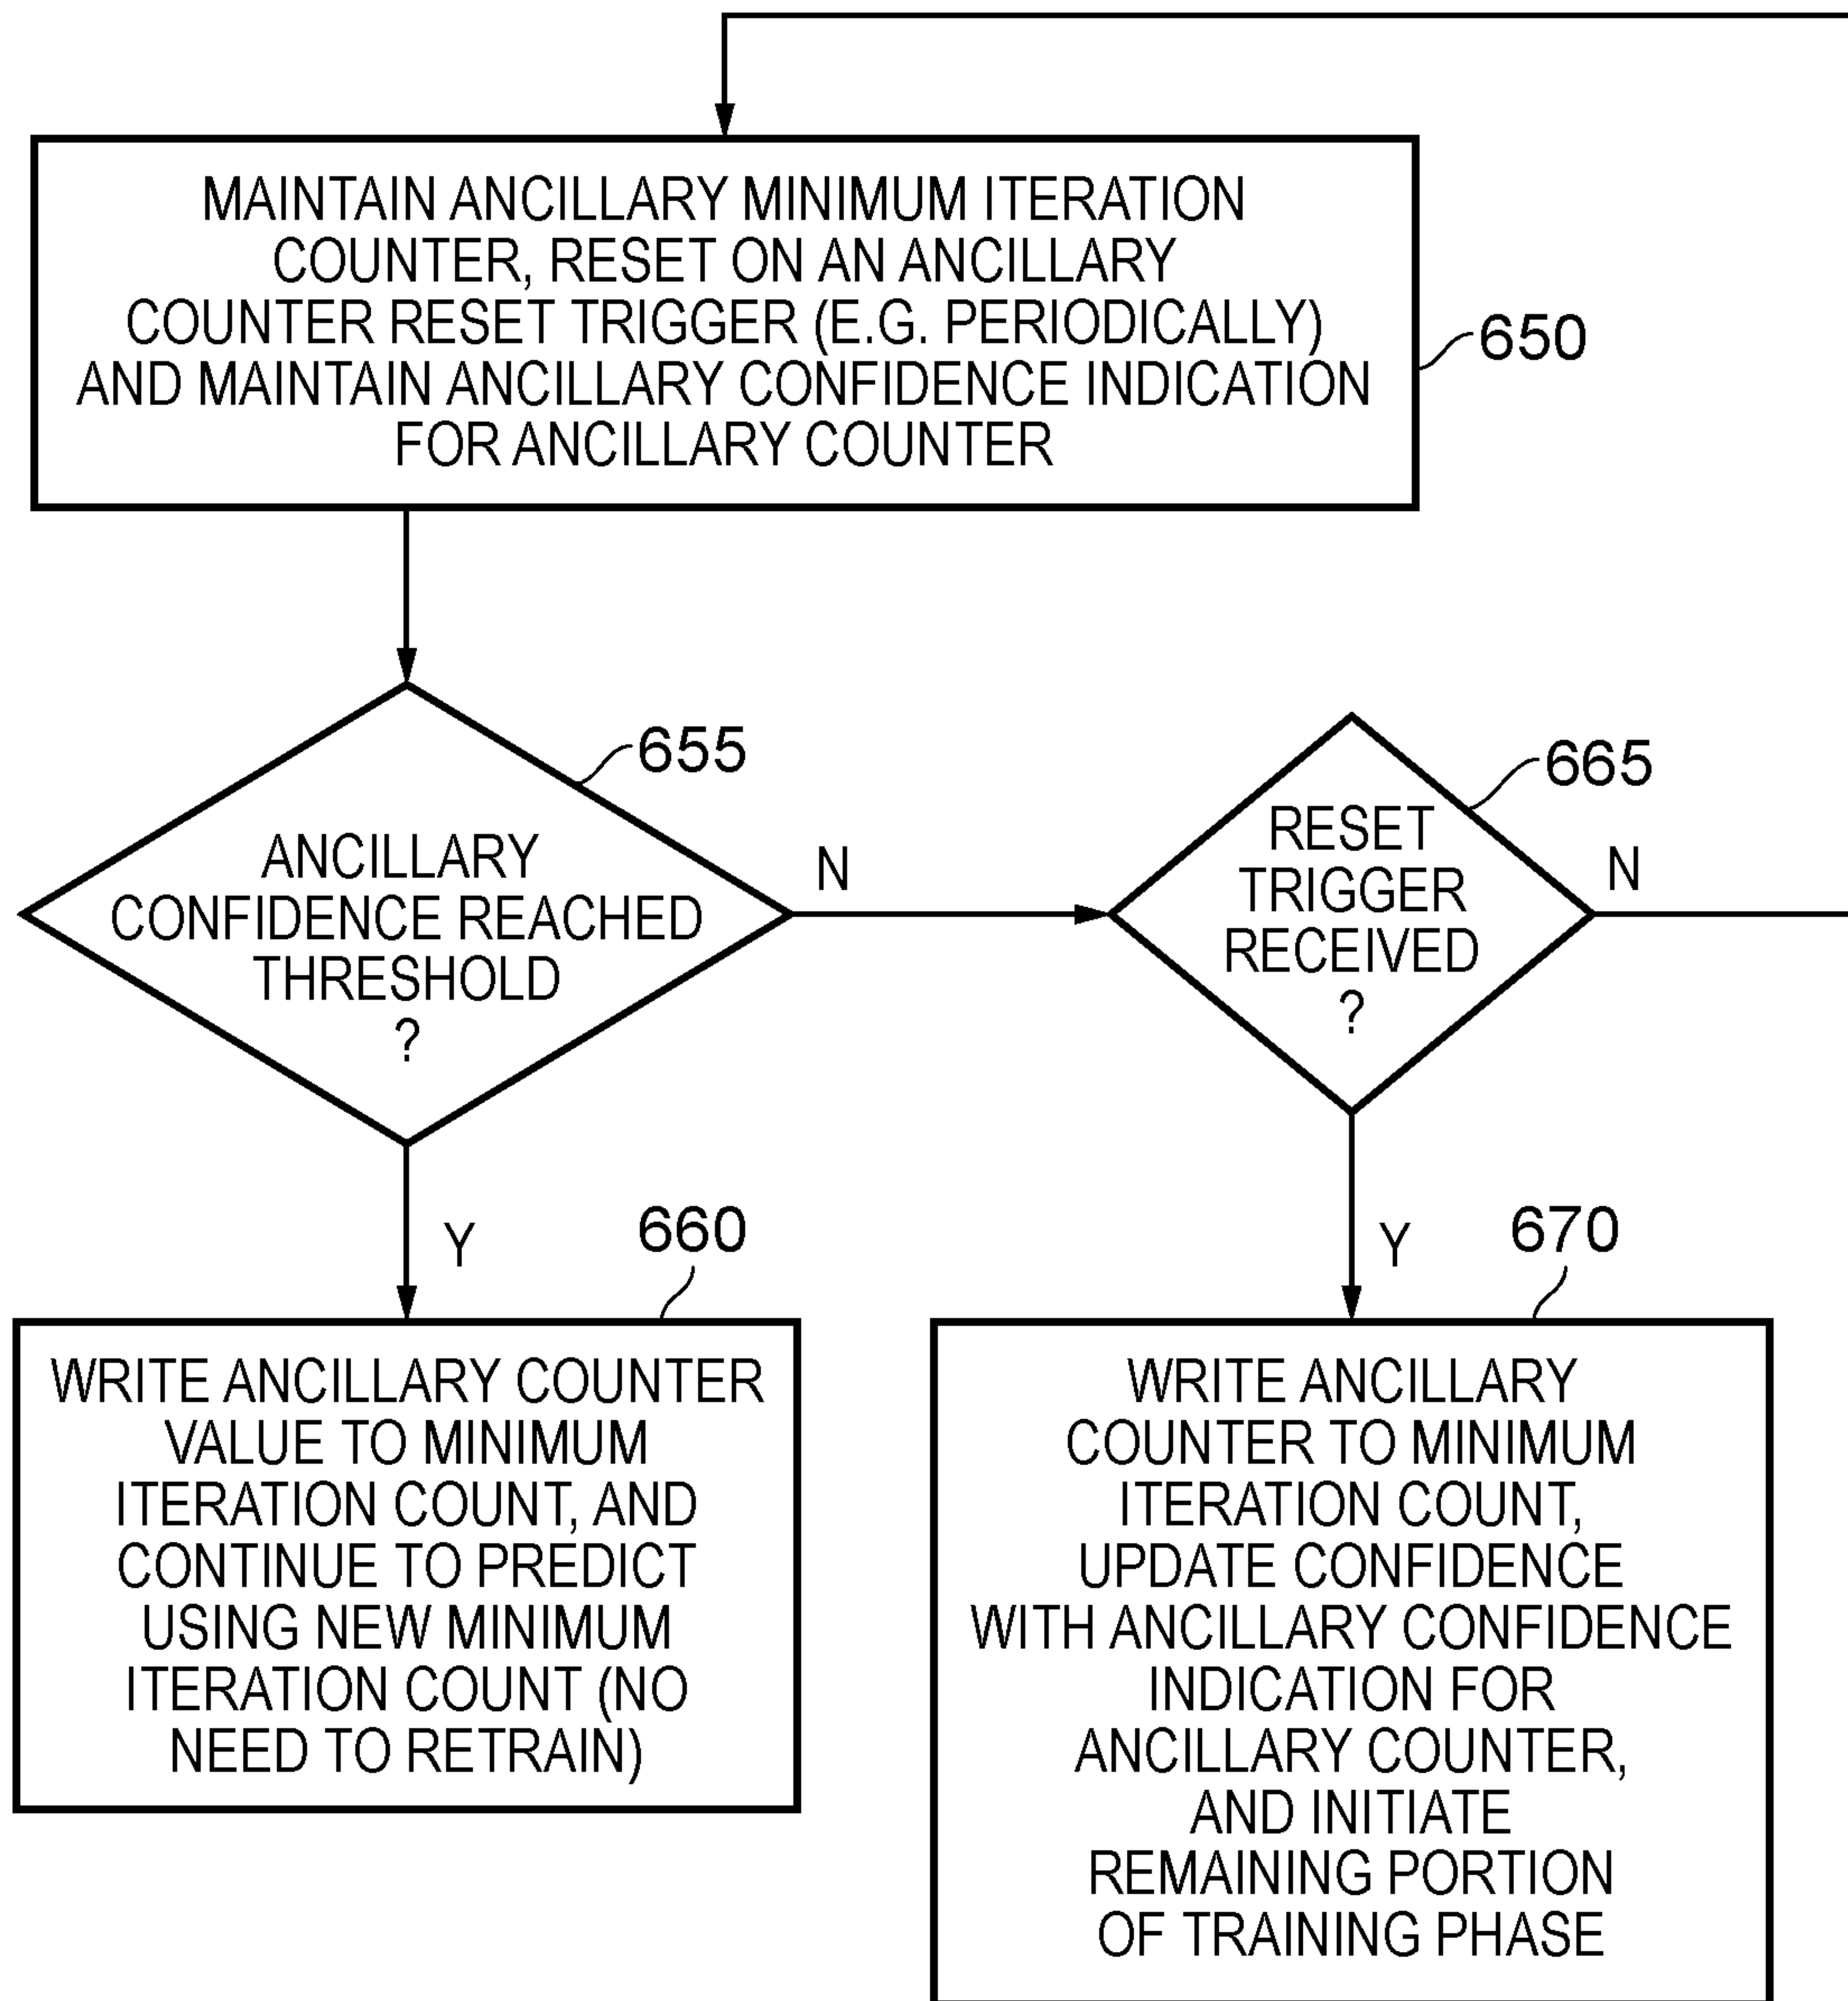 MAINTAIN ANCILLARY MINIMUM ITERATION
COUNTER, RESET ON AN ANCILLARY
COUNTER RESET TRIGGER (E.G. PERIODICALLY)
AND MAINTAIN ANCILLARY CONFIDENCE INDICATION
FOR ANCILLARY COUNTER
650
655
ANCILLARY
CONFIDENCE REACHED
THRESHOLD
?
N
Y
665
RESET
TRIGGER
RECEIVED
?
N
Y
660
WRITE ANCILLARY COUNTER
VALUE TO MINIMUM
ITERATION COUNT, AND
CONTINUE TO PREDICT
USING NEW MINIMUM
ITERATION COUNT (NO
NEED TO RETRAIN)
670
WRITE ANCILLARY
COUNTER TO MINIMUM
ITERATION COUNT,
UPDATE CONFIDENCE
WITH ANCILLARY CONFIDENCE
INDICATION FOR
ANCILLARY COUNTER,
AND INITIATE
REMAINING PORTION
OF TRAINING PHASE